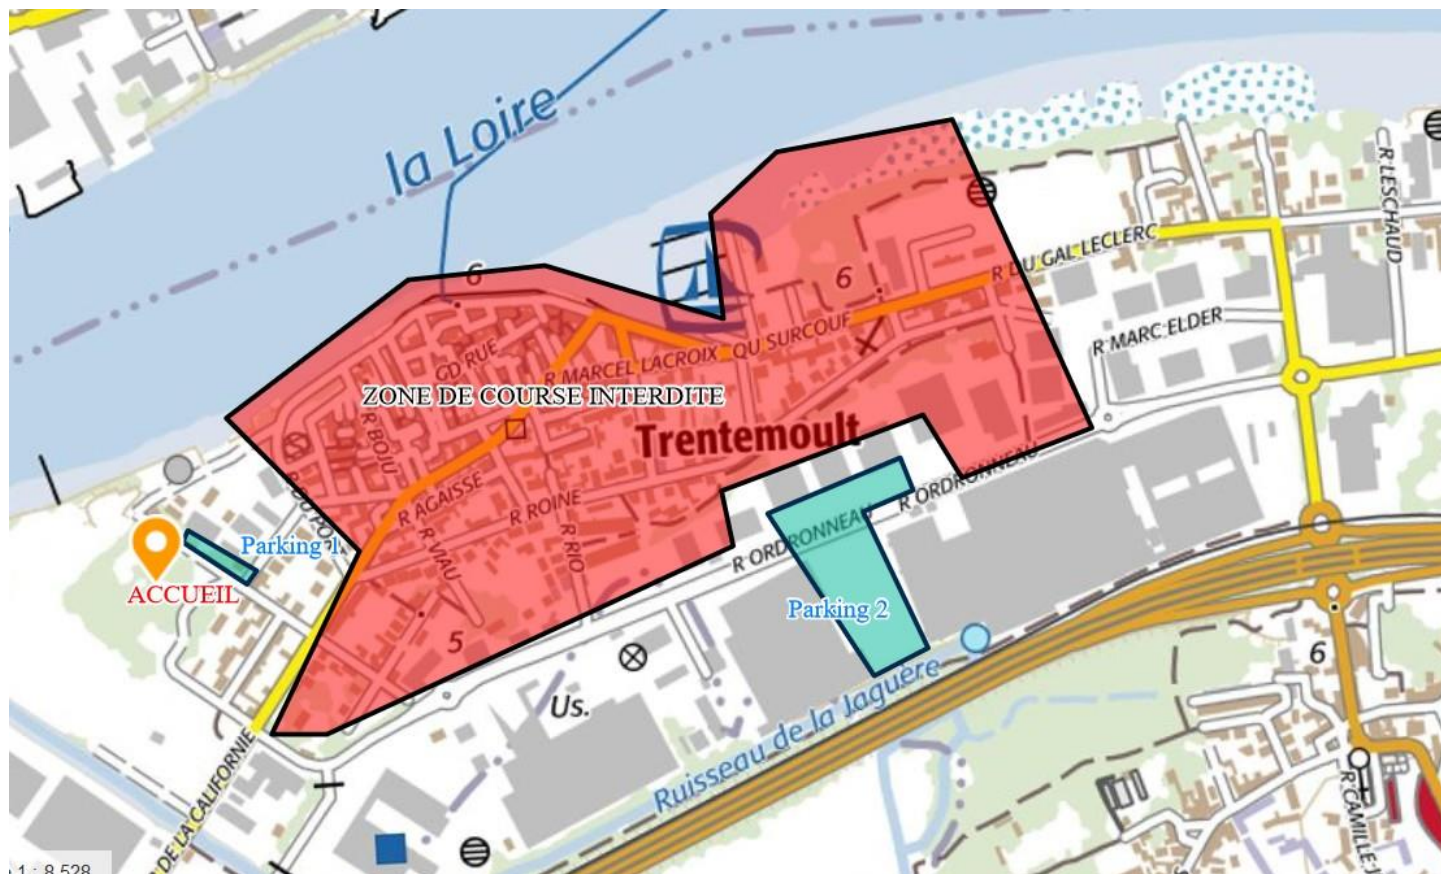 la Loire
R LESCHAUD
R DU GAL LECLERC
6
6
R MARC ELDER
GD RUE
R MARCEL LACROIX
QU SURCOUF
ZONE DE COURSE INTERDITE
Trentemoult
R BOIU
R AGAISSE
R ROINE
R VIAU
R RIO
R ORDRONNEAU
R ORDRONNEAU
Parking 1
ACCUEIL
Parking 2
5
6
Us.
Ruisseau de la Jaguère
DE LA CALIFORNIE
R CAMILLE J
1 : 8 528